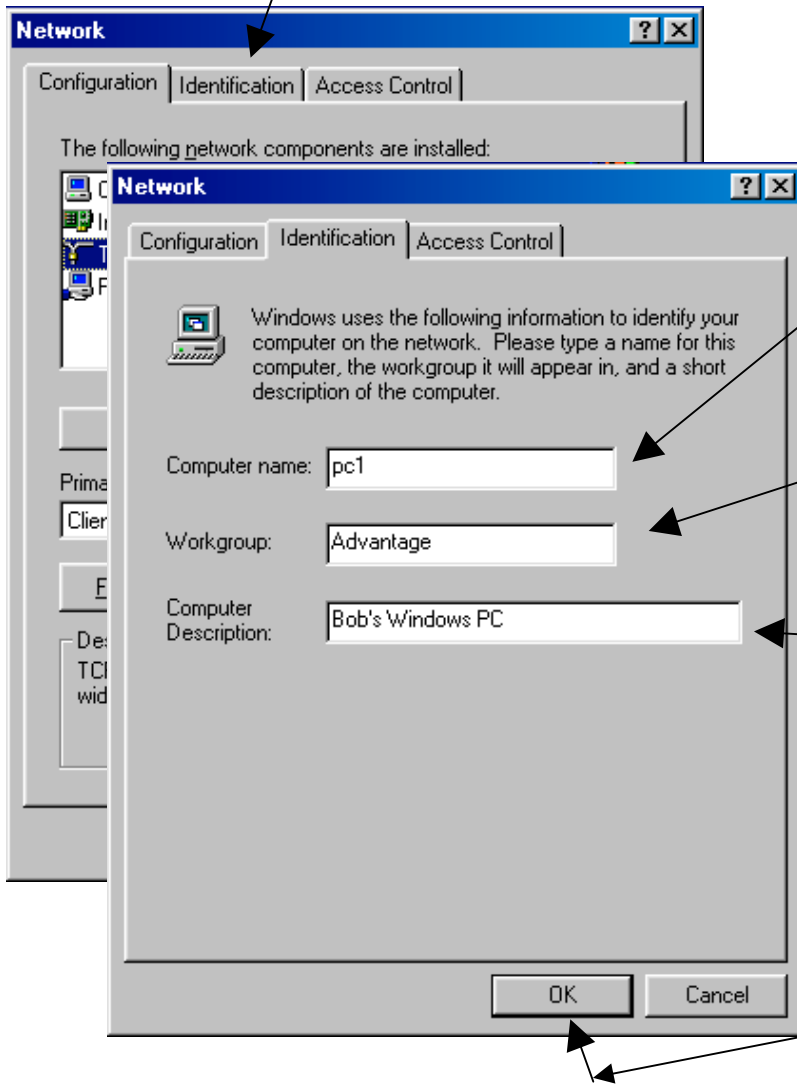 Network
Configuration Identification Access Control
The following network components are installed:
Network
Configuration Identification Access Control
Windows uses the following information to identify your
computer on the network. Please type a name for this
computer, the workgroup it will appear in, and a short
description of the computer.
Computer name: pc1
Workgroup: Advantage
Computer
Description: Bob's Windows PC
OK Cancel